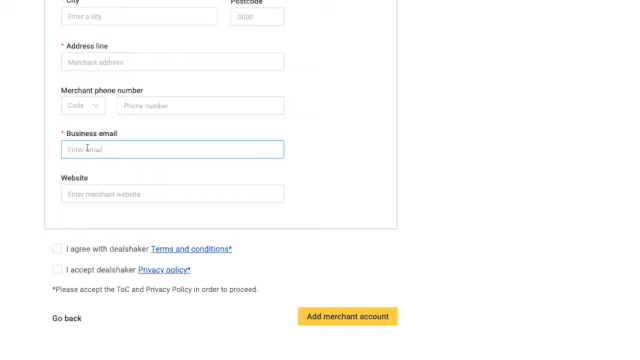 * City
Postcode
Enter a city
0000
* Address line
Merchant address
Merchant phone number
Code
Phone number
* Business email
Enter email
Website
Enter merchant website
I agree with dealshaker Terms and conditions*
I accept dealshaker Privacy policy*
*Please accept the ToC and Privacy Policy in order to proceed.
Go back
Add merchant account